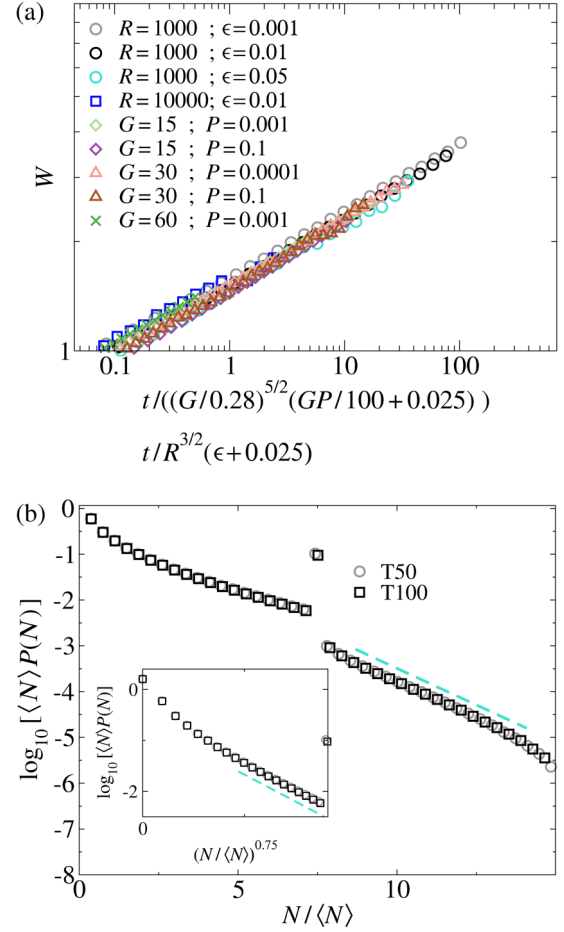 (a)
R=1000 ; ϵ=0.001
R=1000 ; ϵ=0.01
R=1000 ; ϵ=0.05
R=10000; ϵ=0.01
G=15 ; P=0.001
G=15 ; P=0.1
G=30 ; P=0.0001
G=30 ; P=0.1
G=60 ; P=0.001
W
1
0.1 1 10 100
t/((G/0.28)^5/2 (GP/100+0.025) )
t/R^3/2 (ϵ+0.025)
(b)
0
-1
-2
-3
-4
-5
-6
-7
-8
log10 [⟨N⟩P(N)]
T50
T100
0
-2
log10 [⟨N⟩P(N)]
0
(N/⟨N⟩)^0.75
0 5 10
N/⟨N⟩